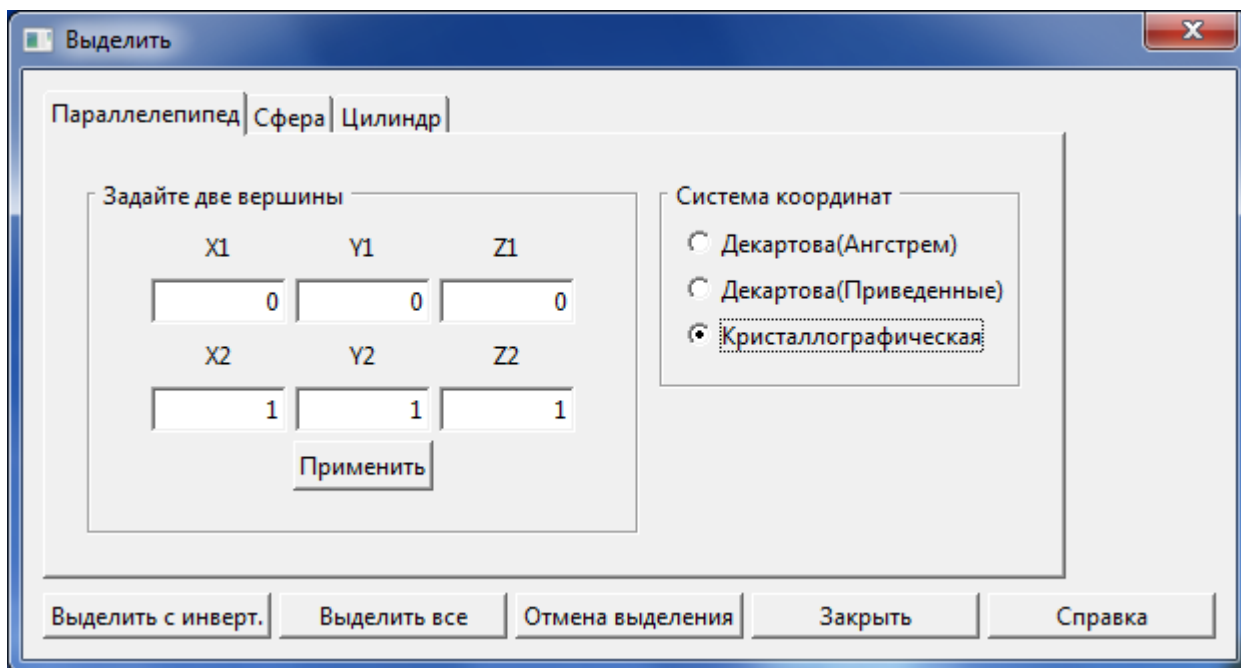 Выделить
Параллелепипед Сфера Цилиндр
Задайте две вершины
X1 Y1 Z1
0 0 0
X2 Y2 Z2
1 1 1
Применить
Система координат
Декартова(Ангстрем)
Декартова(Приведенные)
Кристаллографическая
Выделить с инверт. Выделить все Отмена выделения Закрыть Справка